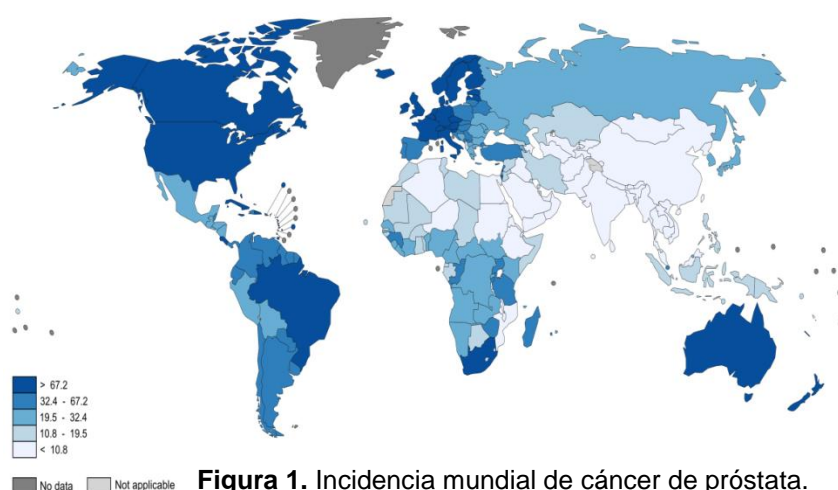 > 67.2
32.4 - 67.2
19.5 - 32.4
10.8 - 19.5
< 10.8
No data Not applicable
Figura 1. Incidencia mundial de cáncer de próstata.